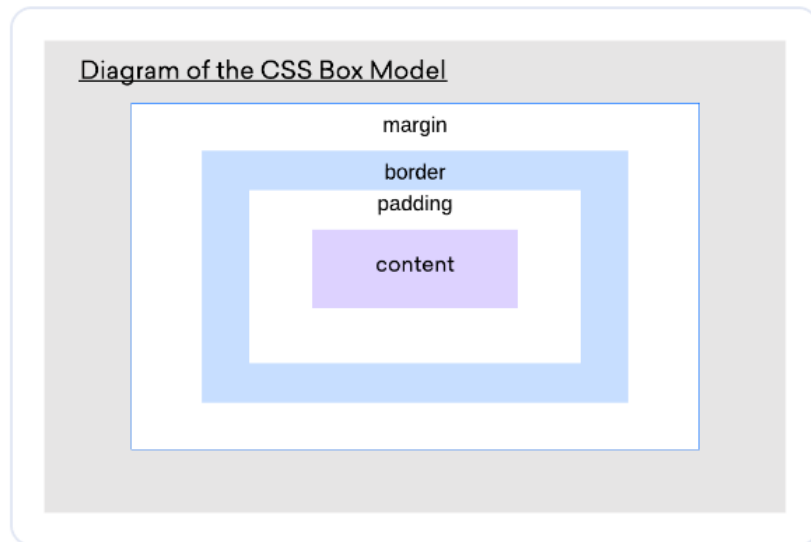 Diagram of the CSS Box Model
margin
border
padding
content